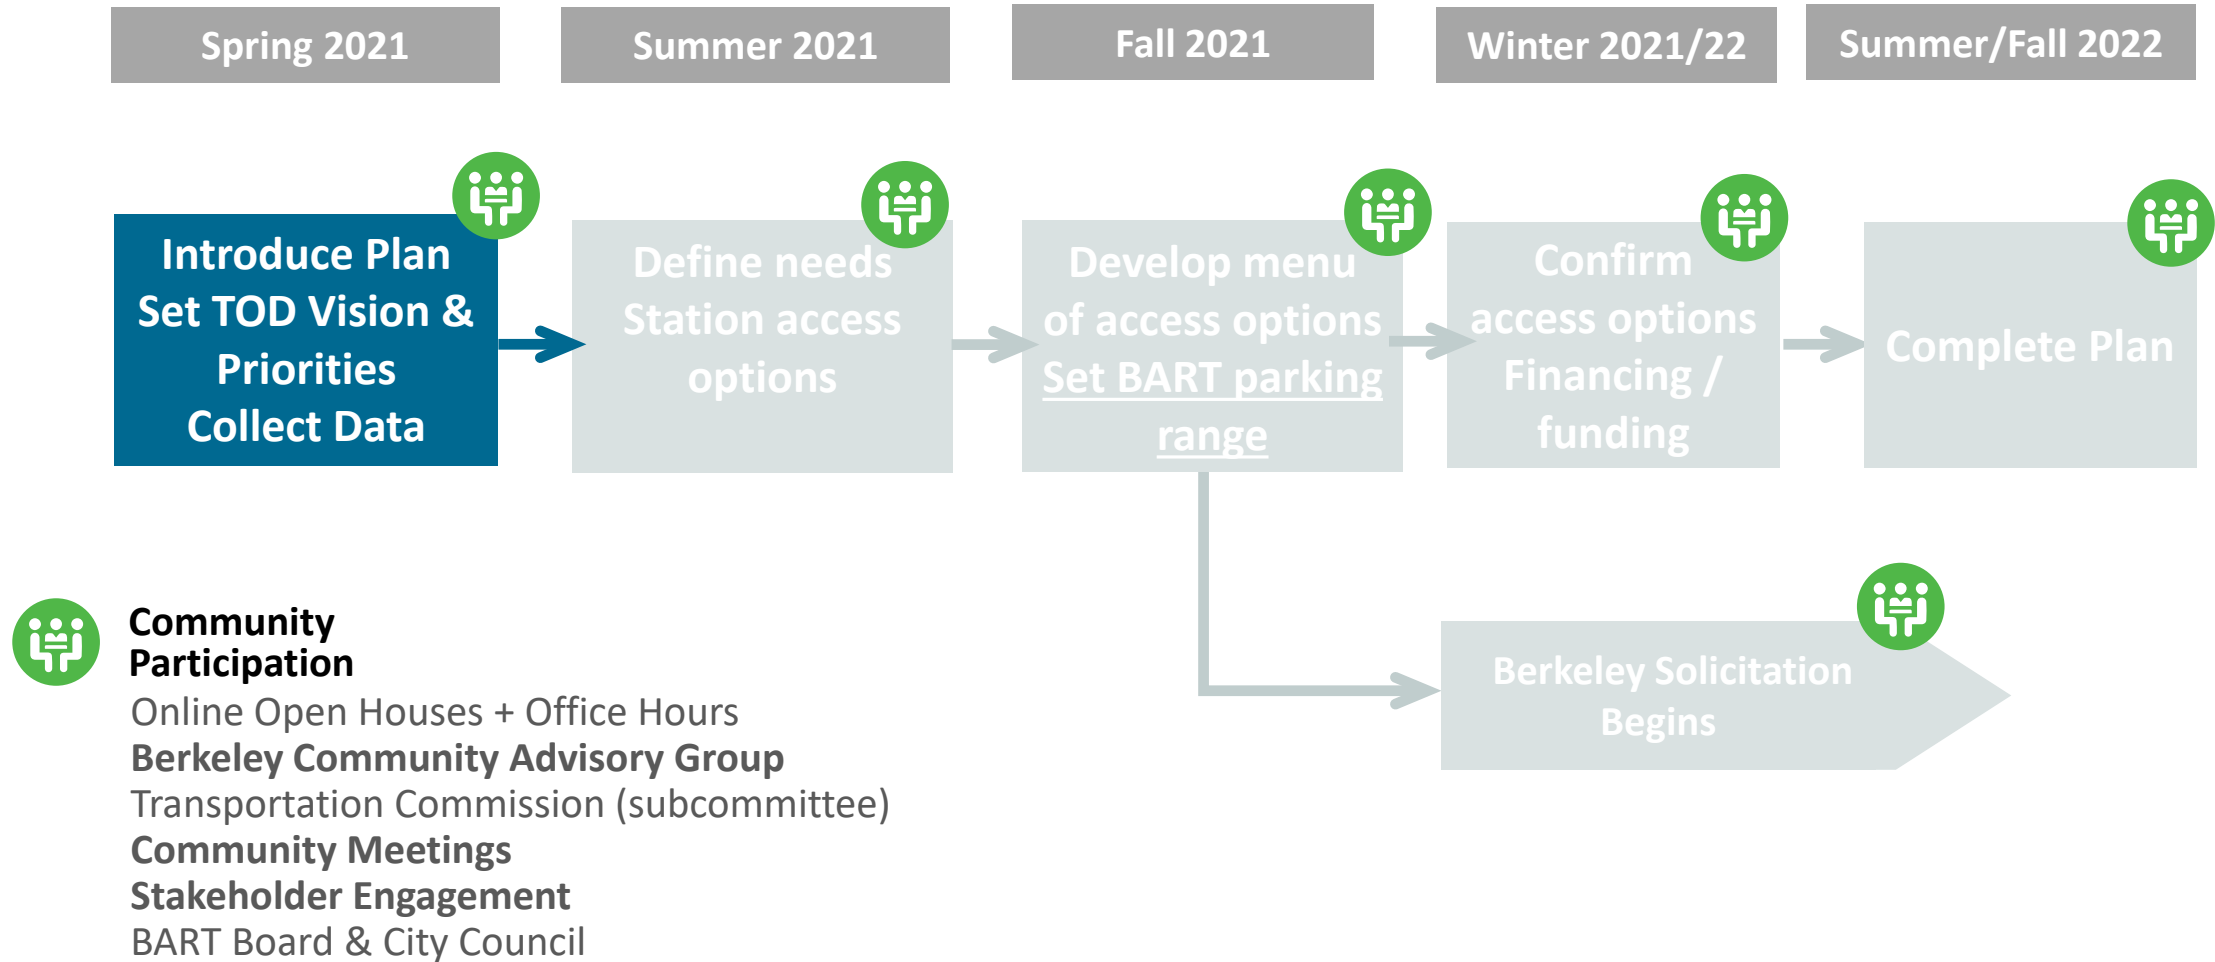 Spring 2021
Summer 2021
Fall 2021
Winter 2021/22
Summer/Fall 2022
Introduce Plan
Set TOD Vision &
Priorities
Collect Data
Define needs
Station access
options
Develop menu
of access options
Set BART parking
range
Confirm
access options
Financing /
funding
Complete Plan
Berkeley Solicitation
Begins
Community
Participation
Online Open Houses + Office Hours
Berkeley Community Advisory Group
Transportation Commission (subcommittee)
Community Meetings
Stakeholder Engagement
BART Board & City Council